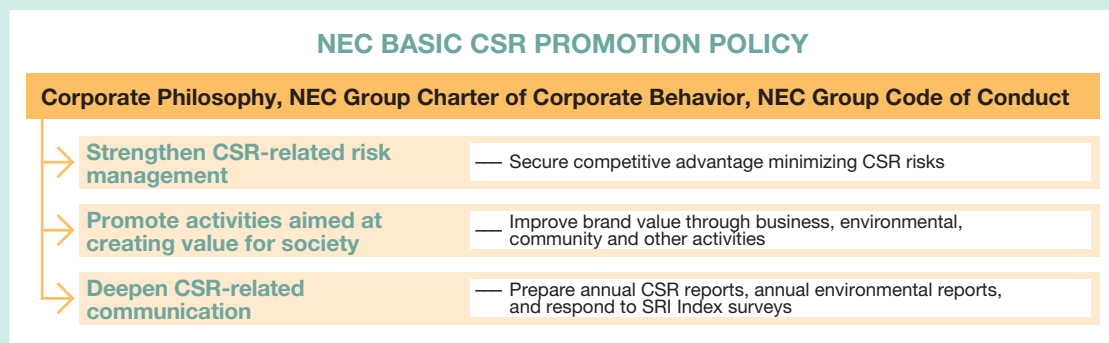 NEC BASIC CSR PROMOTION POLICY
Corporate Philosophy, NEC Group Charter of Corporate Behavior, NEC Group Code of Conduct
Strengthen CSR-related risk
management
— Secure competitive advantage minimizing CSR risks
Promote activities aimed at
creating value for society
— Improve brand value through business, environmental,
community and other activities
Deepen CSR-related
communication
— Prepare annual CSR reports, annual environmental reports,
and respond to SRI Index surveys